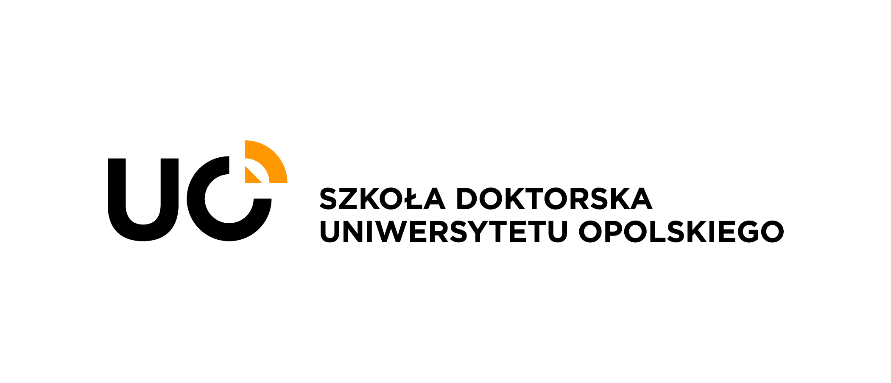 UO
SZKOŁA DOKTORSKA
UNIWERSYTETU OPOLSKIEGO